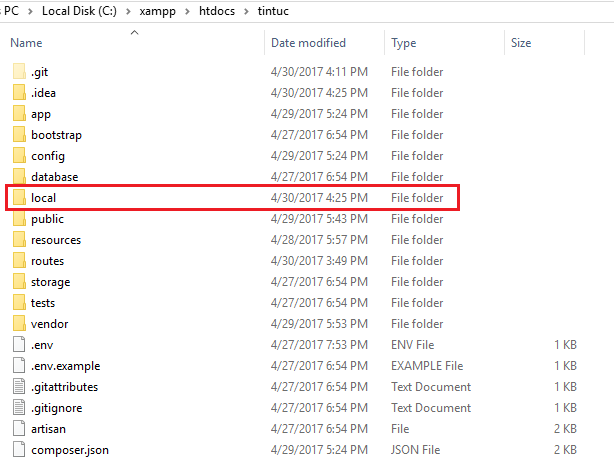 s PC > Local Disk (C:) > xampp > htdocs > tintuc
Name Date modified Type Size
.git 4/30/2017 4:11 PM File folder
.idea 4/30/2017 4:25 PM File folder
app 4/29/2017 5:24 PM File folder
bootstrap 4/27/2017 6:54 PM File folder
config 4/29/2017 5:24 PM File folder
database 4/27/2017 6:54 PM File folder
local 4/30/2017 4:25 PM File folder
public 4/29/2017 5:43 PM File folder
resources 4/28/2017 5:57 PM File folder
routes 4/30/2017 3:49 PM File folder
storage 4/27/2017 6:54 PM File folder
tests 4/27/2017 6:54 PM File folder
vendor 4/29/2017 5:53 PM File folder
.env 4/27/2017 7:53 PM ENV File 1 KB
.env.example 4/27/2017 6:54 PM EXAMPLE File 1 KB
.gitattributes 4/27/2017 6:54 PM Text Document 1 KB
.gitignore 4/27/2017 6:54 PM Text Document 1 KB
artisan 4/27/2017 6:54 PM File 2 KB
composer.json 4/29/2017 5:24 PM JSON File 2 KB